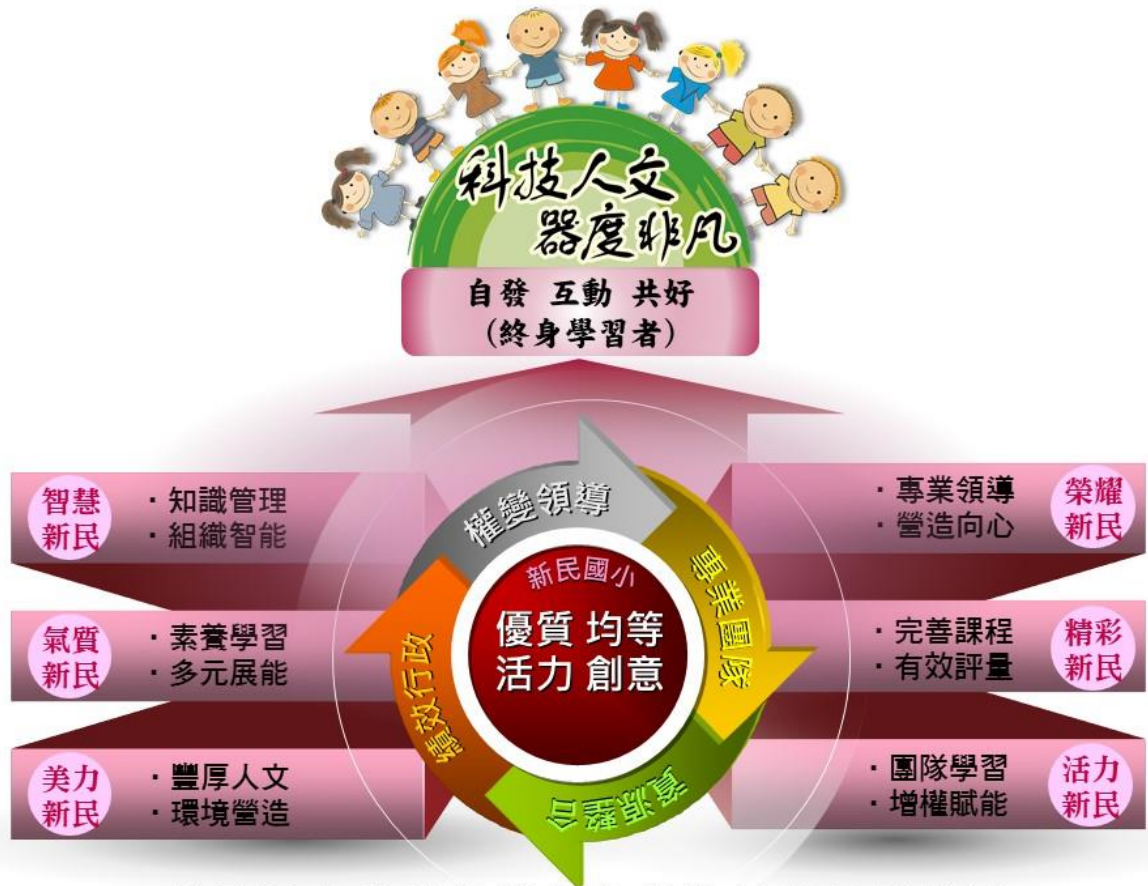 科技人文
器度非凡
自發 互動 共好
(終身學習者)
智慧
新民
・知識管理
・組織智能
氣質
新民
・素養學習
・多元展能
美力
新民
・豐厚人文
・環境營造
權變領導
專業團隊
資源整合
績效行政
新民國小
優質 均等
活力 創意
・專業領導
・營造向心
榮耀
新民
・完善課程
・有效評量
精彩
新民
・團隊學習
・增權賦能
活力
新民